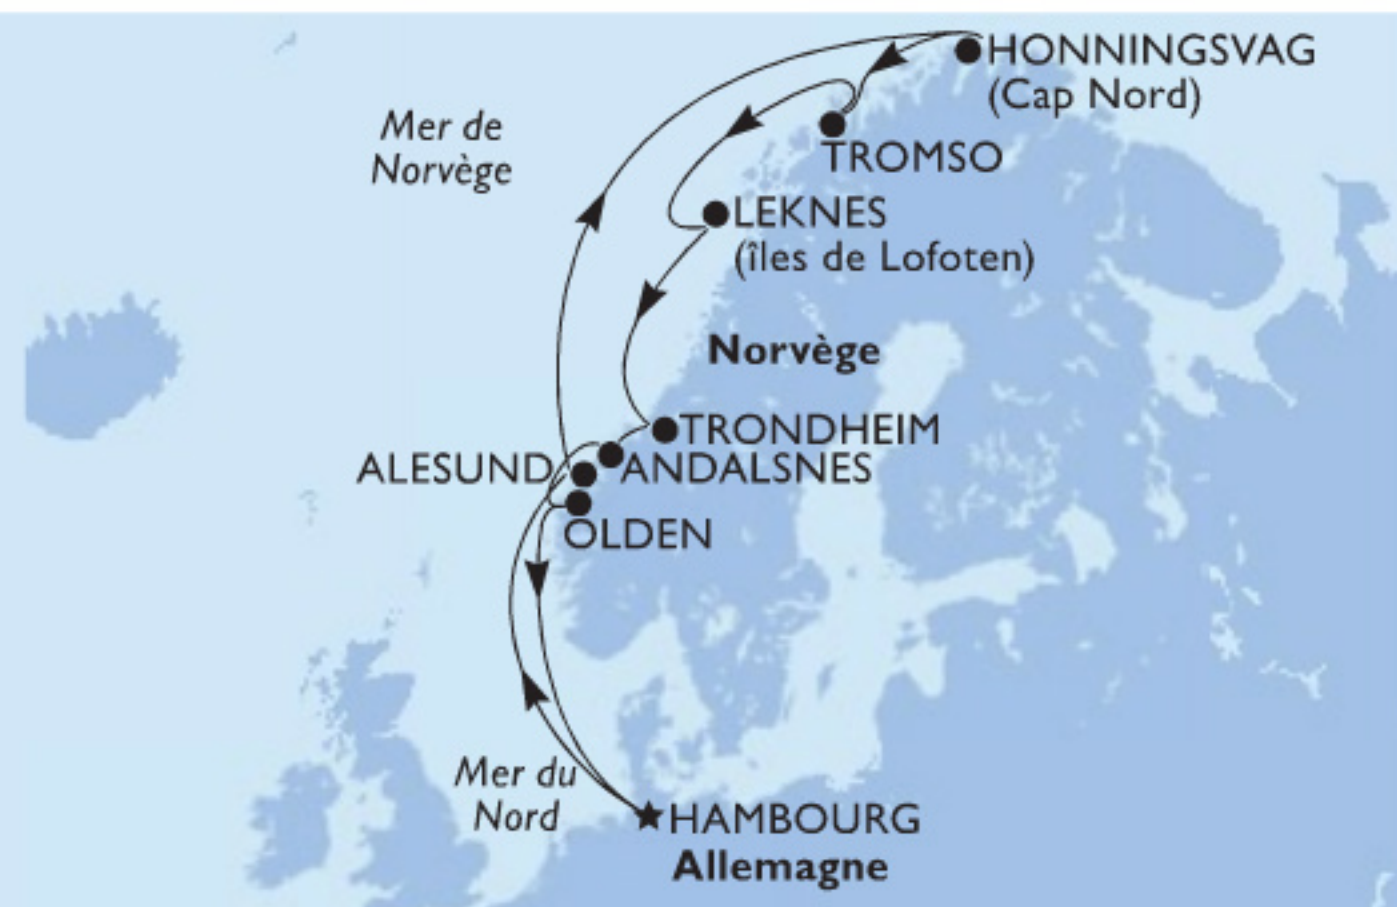 HONNINGSVAG
(Cap Nord)
Mer de
Norvège
TROMSO
LEKNES
(îles de Lofoten)
Norvège
TRONDHEIM
ALESUND
ANDALSNES
OLDEN
Mer du
Nord
HAMBOURG
Allemagne